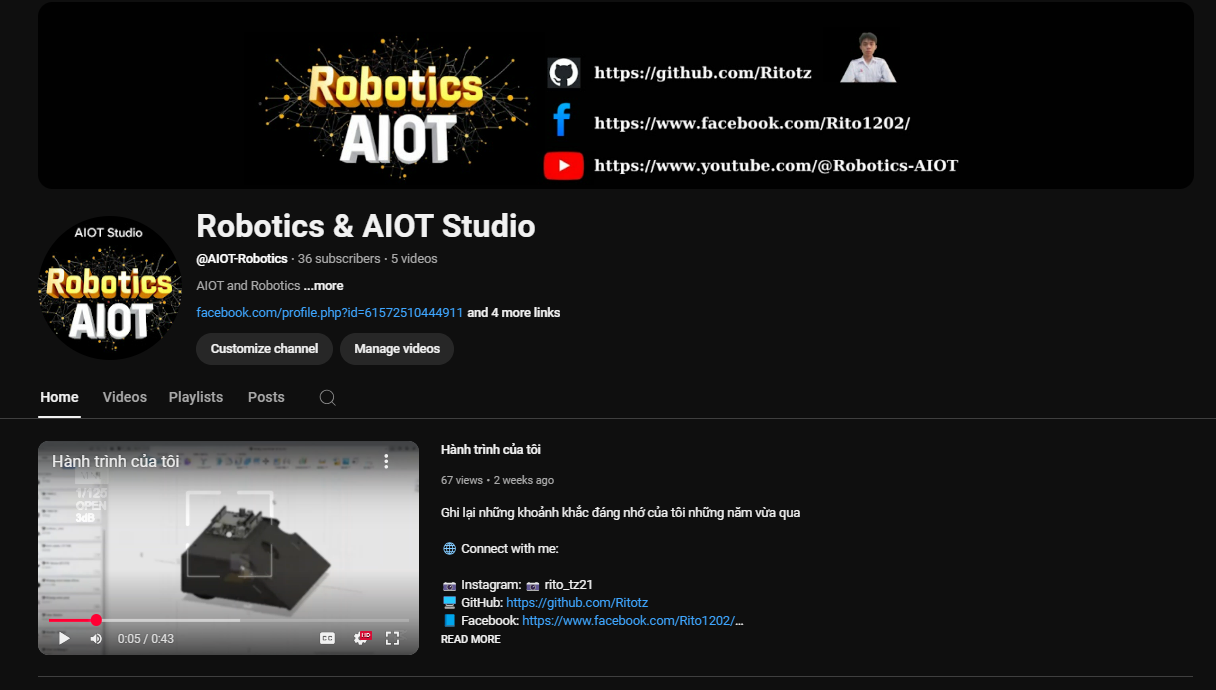 Robotics
AIOT
https://github.com/Ritotz
https://www.facebook.com/Rito1202/
https://www.youtube.com/@Robotics-AIOT
AIOT Studio
Robotics
AIOT
Robotics & AIOT Studio
@AIOT-Robotics · 36 subscribers · 5 videos
AIOT and Robotics ...more
facebook.com/profile.php?id=61572510444911 and 4 more links
Customize channel Manage videos
Home Videos Playlists Posts
Hành trình của tôi
1/125
OPEN
3dB
0:05 / 0:43
CC
HD
Hành trình của tôi
67 views • 2 weeks ago
Ghi lại những khoảnh khắc đáng nhớ của tôi những năm vừa qua
Connect with me:
Instagram: rito_tz21
GitHub: https://github.com/Ritotz
Facebook: https://www.facebook.com/Rito1202/...
READ MORE